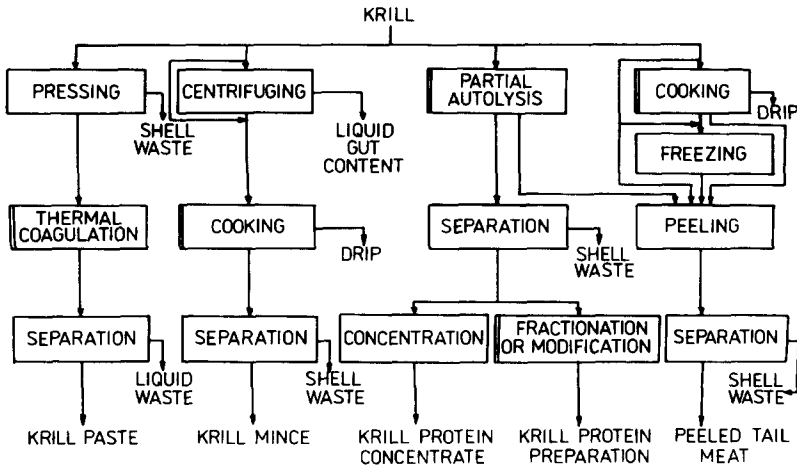 KRILL
PRESSING
CENTRIFUGING
PARTIAL
AUTOLYSIS
COOKING
SHELL
WASTE
LIQUID
GUT
CONTENT
DRIP
FREEZING
THERMAL
COAGULATION
COOKING
DRIP
SEPARATION
SHELL
WASTE
PEELING
SEPARATION
LIQUID
WASTE
SEPARATION
SHELL
WASTE
CONCENTRATION
FRACTIONATION
OR MODIFICATION
SEPARATION
SHELL
WASTE
KRILL PASTE
KRILL MINCE
KRILL PROTEIN
CONCENTRATE
KRILL PROTEIN
PREPARATION
PEELED TAIL
MEAT